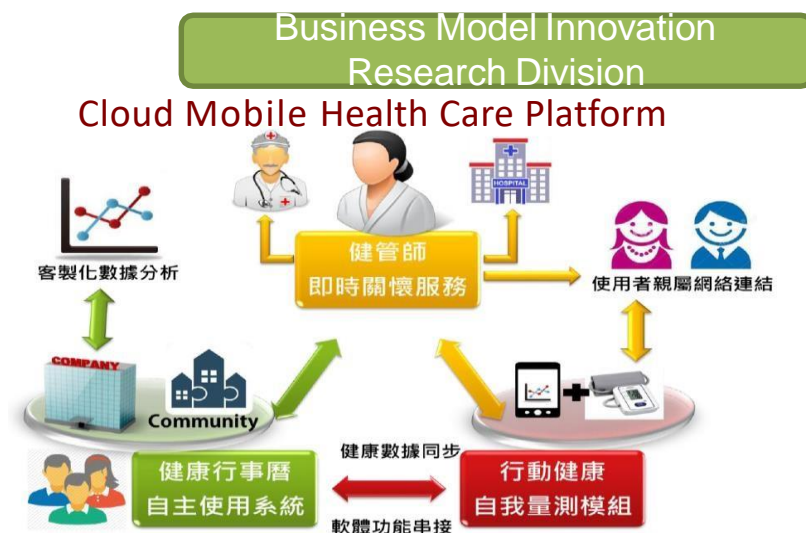 Business Model Innovation
Research Division
Cloud Mobile Health Care Platform
HOSPITAL
健管師
即時關懷服務
客製化數據分析
使用者親屬網絡連結
COMPANY
Community
健康行事曆
自主使用系統
健康數據同步
軟體功能串接
行動健康
自我量測模組